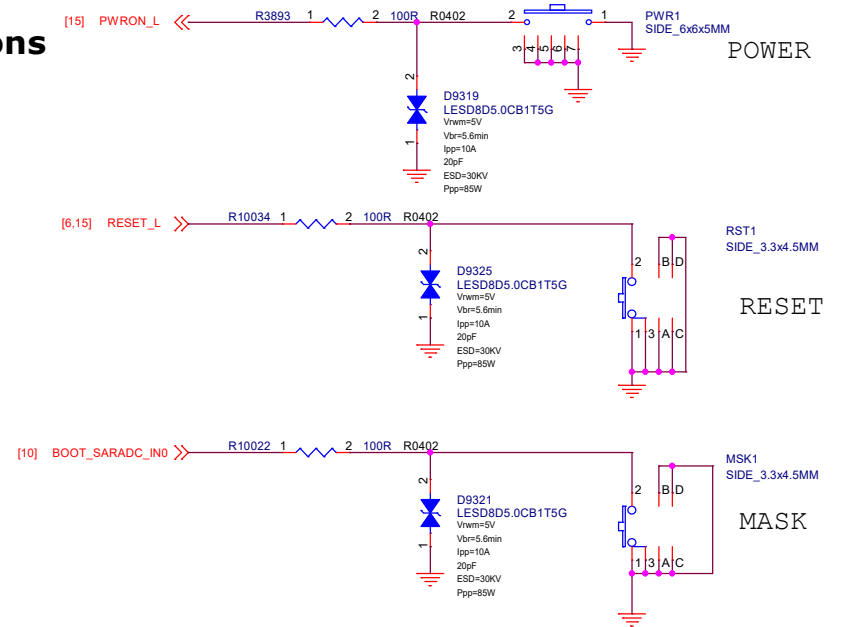 ons
[15] PWRON_L R3893 1 2 100R R0402 2 1 PWR1
SIDE_6x6x5MM
POWER
3 4 5 6 7
2
D9319
LESD8D5.0CB1T5G
Vrwm=5V
Vbr=5.6min
1
Ipp=10A
20pF
ESD=30KV
Ppp=85W
[6,15] RESET_L R10034 1 2 100R R0402
RST1
SIDE_3.3x4.5MM
2
2 B D
D9325
LESD8D5.0CB1T5G
Vrwm=5V
Vbr=5.6min
RESET
1
Ipp=10A
20pF
1 3 A C
ESD=30KV
Ppp=85W
[10] BOOT_SARADC_IN0 R10022 1 2 100R R0402
MSK1
SIDE_3.3x4.5MM
2
2 B D
D9321
LESD8D5.0CB1T5G
Vrwm=5V
MASK
Vbr=5.6min
1
Ipp=10A
20pF
1 3 A C
ESD=30KV
Ppp=85W